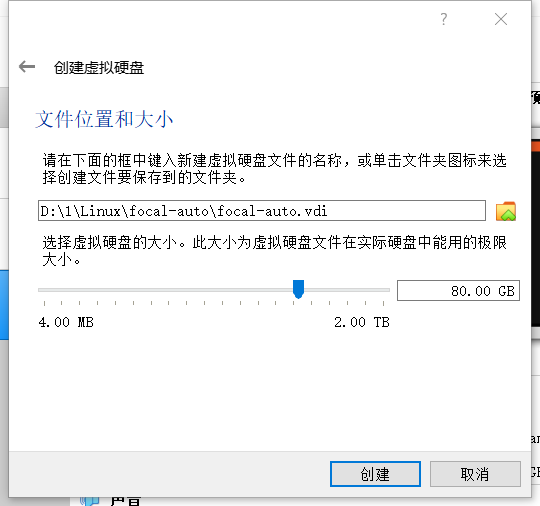 ?
创建虚拟硬盘
文件位置和大小
请在下面的框中键入新建虚拟硬盘文件的名称，或单击文件夹图标来选
择创建文件要保存到的文件夹。
D:\1\Linux\focal-auto\focal-auto.vdi
选择虚拟硬盘的大小。此大小为虚拟硬盘文件在实际硬盘中能用的极限
大小。
80.00 GB
4.00 MB
2.00 TB
创建
取消
声音